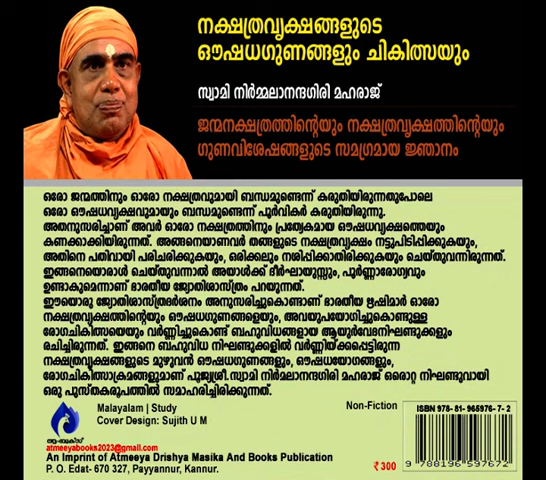 നക്ഷത്രവൃക്ഷങ്ങളുടെ
ഔഷധഗുണങ്ങളും ചികിത്സയും
സ്വാമി നിർമ്മലാനന്ദഗിരി മഹരാജ്
ജന്മനക്ഷത്രത്തിന്റെയും നക്ഷത്രവൃക്ഷത്തിന്റെയും
ഗുണവിശേഷങ്ങളുടെ സമഗ്രമായ ജ്ഞാനം
ഒരോ ജന്മത്തിനും ഓരോ നക്ഷത്രവുമായി ബന്ധമുണ്ടെന്ന് കരുതിയിരുന്നതുപോലെ
ഒരോ ഔഷധവൃക്ഷവുമായും ബന്ധമുണ്ടെന്ന് പൂർവികർ കരുതിയിരുന്നു.
അതനുസരിച്ചാണ് അവർ ഓരോ നക്ഷത്രത്തിനും പ്രത്യേകമായ ഔഷധവൃക്ഷത്തെയും
കണക്കാക്കിയിരുന്നത്. അങ്ങനെയാണവർ തങ്ങളുടെ നക്ഷത്രവൃക്ഷം നട്ടുപിടിപ്പിക്കുകയും,
അതിനെ പതിവായി പരിചരിക്കുകയും, ഒരിക്കലും നശിപ്പിക്കാതിരിക്കുകയും ചെയ്തുവന്നിരുന്നത്.
ഇങ്ങനെയൊരാൾ ചെയ്തുവന്നാൽ അയാൾക്ക് ദീർഘായുസ്സും, പൂർണ്ണാരോഗ്യവും
ഉണ്ടാകുമെന്നാണ് ഭാരതീയ ജ്യോതിശാസ്ത്രം പറയുന്നത്.
ഈയൊരു ജ്യോതിശാസ്ത്രദർശനം അനുസരിച്ചുകൊണ്ടാണ് ഭാരതീയ ഋഷിമാർ ഓരോ
നക്ഷത്രവൃക്ഷത്തിന്റെയും ഔഷധഗുണങ്ങളെയും, അവയുപയോഗിച്ചുകൊണ്ടുള്ള
രോഗചികിത്സയെയും വർണ്ണിച്ചുകൊണ്ട് ബഹുവിധങ്ങളായ ആയുർവേദനിഘണ്ടുക്കളും
രചിച്ചിരുന്നത്. ഇങ്ങനെ ബഹുവിധ നിഘണ്ടുക്കളിൽ വർണ്ണിയ്ക്കപ്പെട്ടിരുന്ന
നക്ഷത്രവൃക്ഷങ്ങളുടെ മുഴുവൻ ഔഷധഗുണങ്ങളും, ഔഷധയോഗങ്ങളും,
രോഗചികിത്സാക്രമങ്ങളുമാണ് പൂജ്യശ്രീ.സ്വാമി നിർമലാനന്ദഗിരി മഹരാജ് ഒരൊറ്റ നിഘണ്ടുവായി
ഒരു പുസ്തകരൂപത്തിൽ സമാഹരിച്ചിരിക്കുന്നത്.
Malayalam | Study
Cover Design: Sujith U M
Non-Fiction
ISBN 978- 81- 965976- 7- 2
atmeeyabooks2023@gmail.com
An Imprint of Atmeeya Drishya Masika And Books Publication
P. O. Edat- 670 327, Payyannur, Kannur.
₹300
9 788196 597672